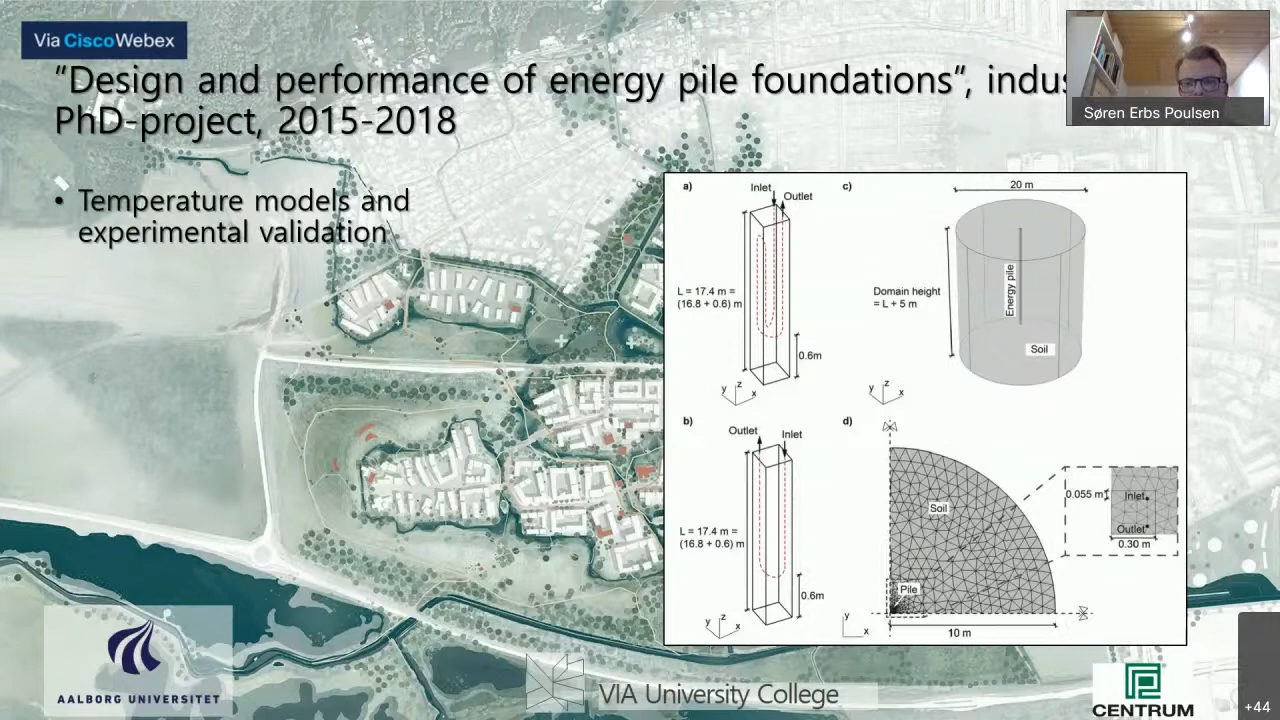 Via CiscoWebex
“Design and performance of energy pile foundations”, indus
PhD-project, 2015-2018
Søren Erbs Poulsen
• Temperature models and
experimental validation
a)
Inlet
Outlet
L = 17.4 m =
(16.8 + 0.6) m
0.6m
y
z
x
c)
20 m
Domain height
= L + 5 m
Energy pile
Soil
y
z
x
b)
Outlet
Inlet
L = 17.4 m =
(16.8 + 0.6) m
0.6m
y
z
x
d)
Soil
Pile
y
x
10 m
0.055 m
Inlet
Outlet
0.30 m
AALBORG UNIVERSITET
VIA University College
CENTRUM
+44